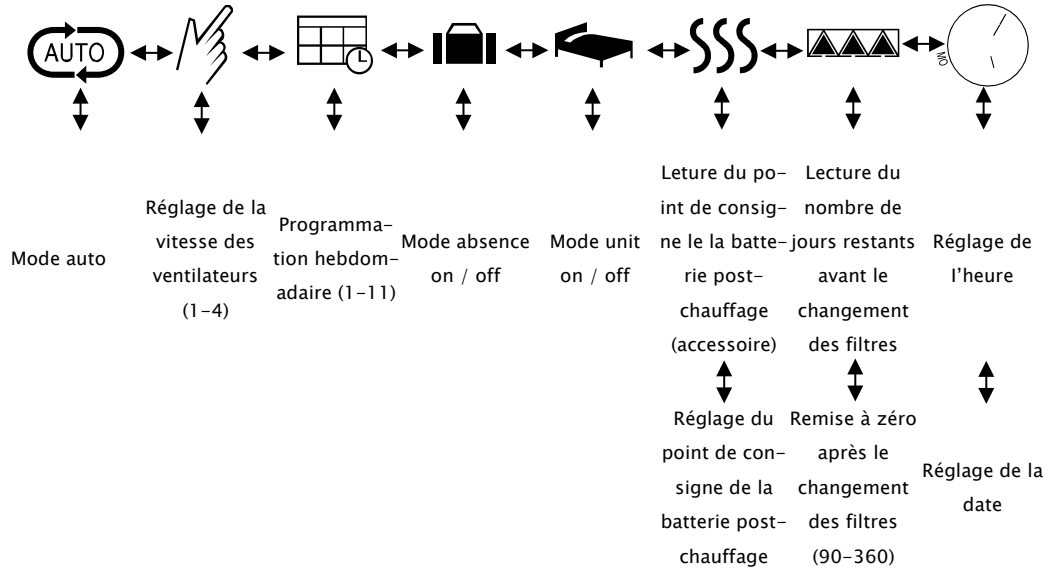 AUTO
MO
Mode auto
Réglage de la
vitesse des
ventilateurs
(1-4)
Programma-
tion hebdom-
adaire (1-11)
Mode absence
on / off
Mode unit
on / off
Leture du po-
int de consig-
ne le la batte-
rie post-
chauffage
(accessoire)
Lecture du
nombre de
jours restants
avant le
changement
des filtres
Réglage de
l'heure
Réglage du
point de con-
signe de la
batterie post-
chauffage
Remise à zéro
après le
changement
des filtres
(90-360)
Réglage de la
date